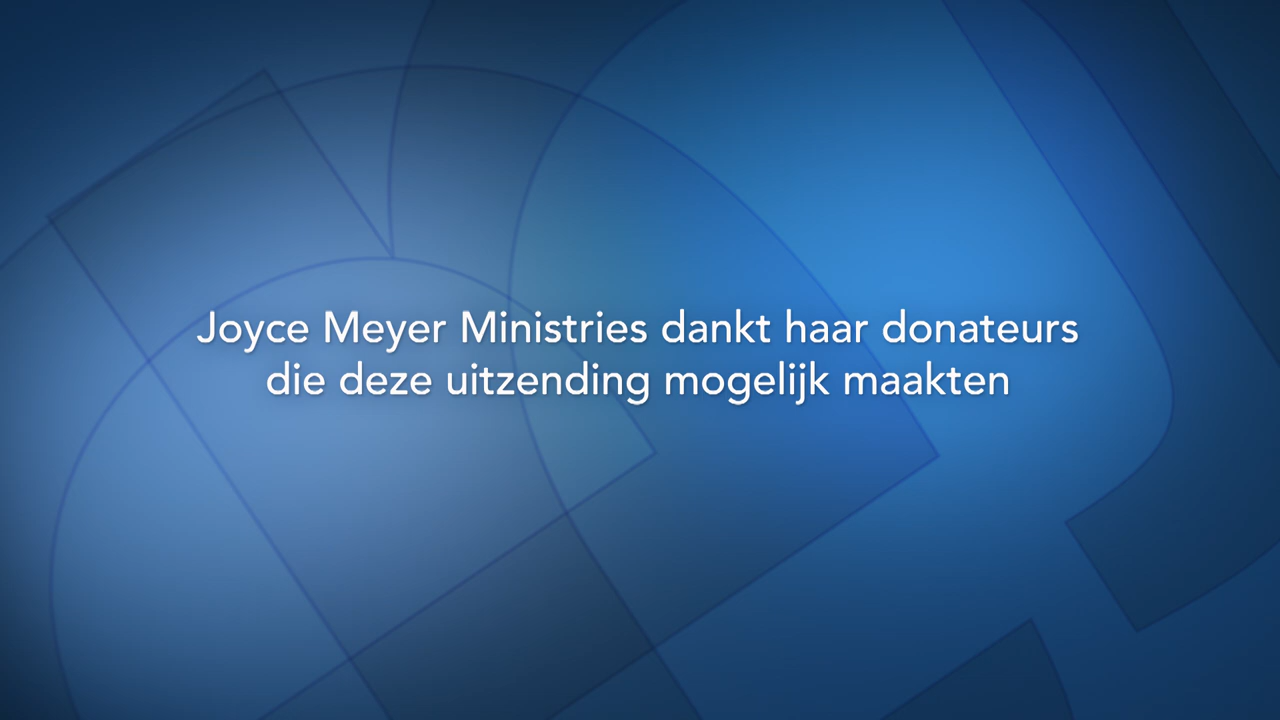 Joyce Meyer Ministries dankt haar donateurs
die deze uitzending mogelijk maakten